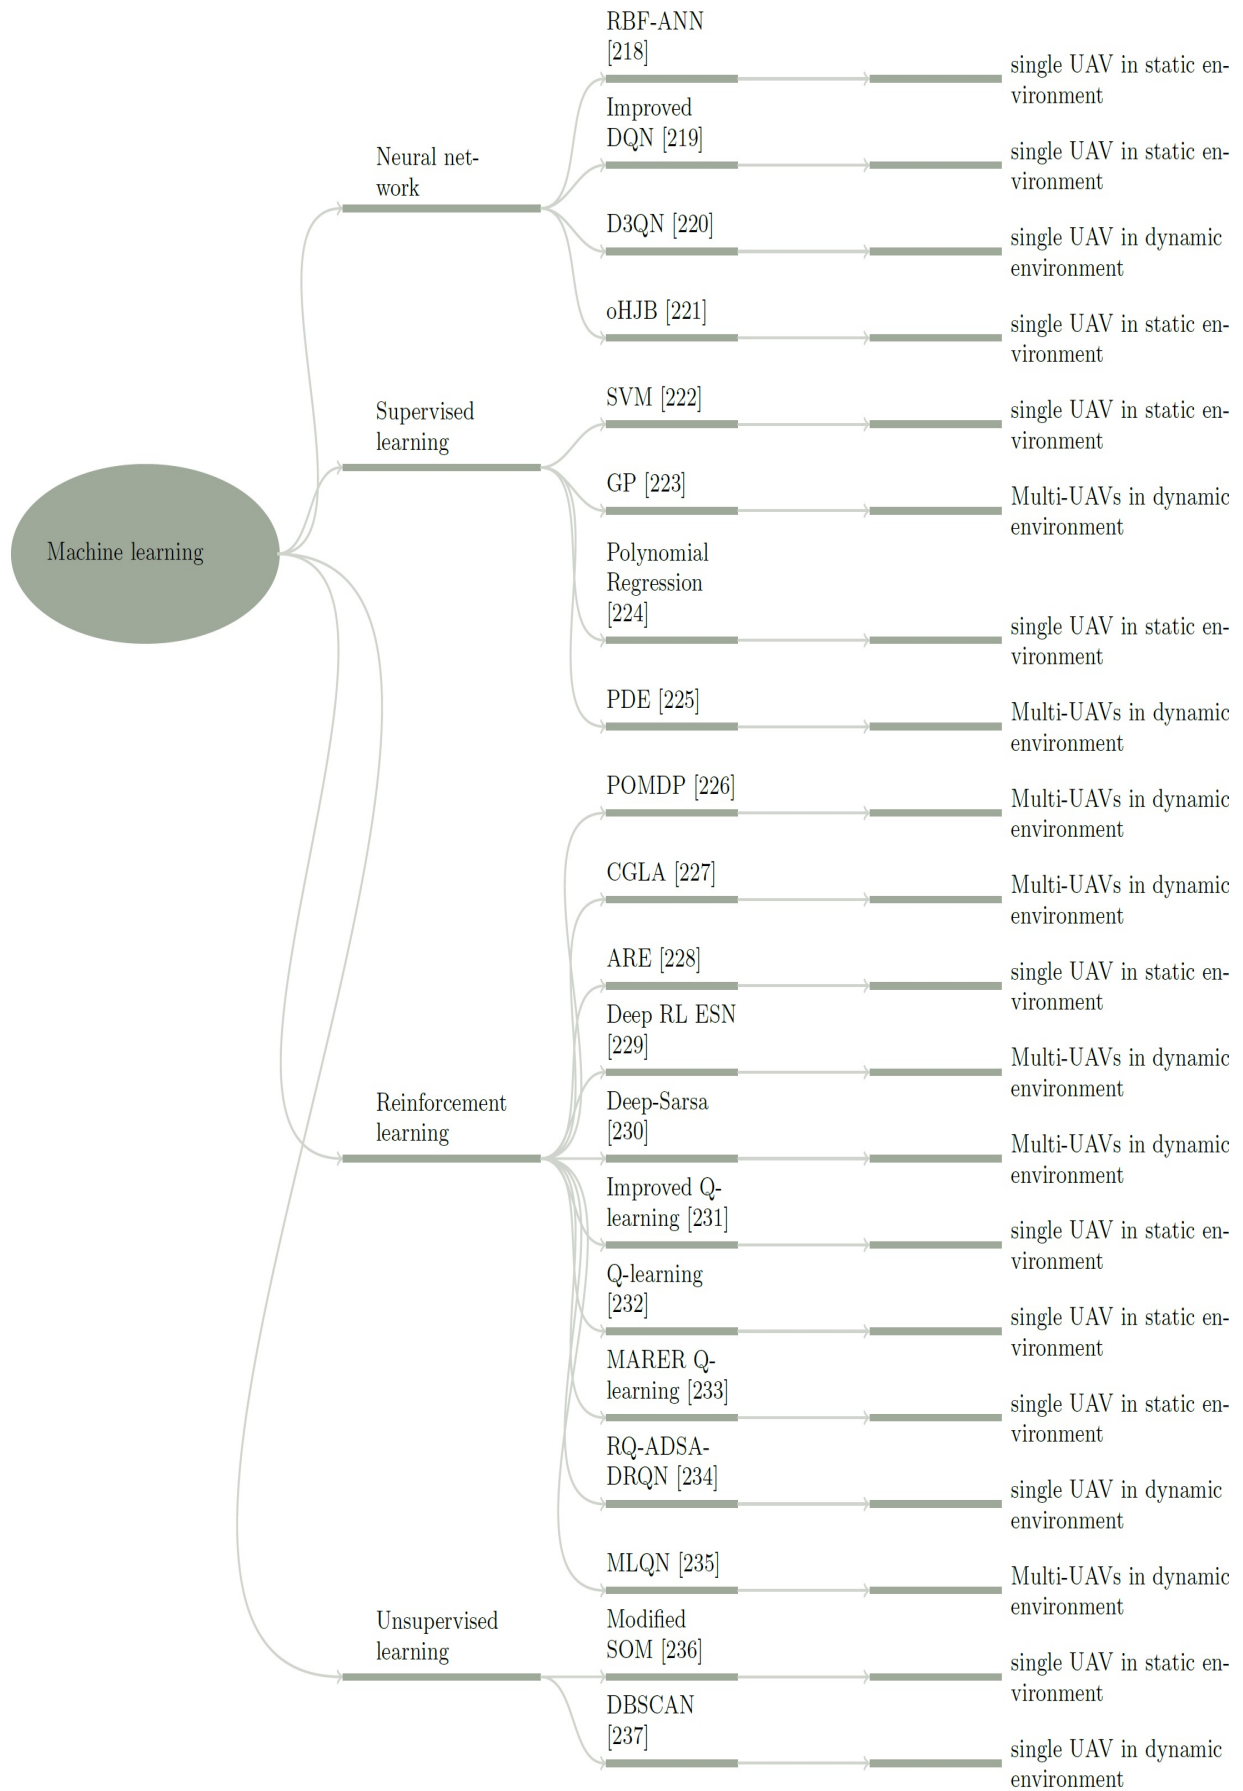 Machine learning
Neural net-
work
RBF-ANN
[218]
single UAV in static en-
vironment
Improved
DQN [219]
single UAV in static en-
vironment
D3QN [220]
single UAV in dynamic
environment
oHJB [221]
single UAV in static en-
vironment
Supervised
learning
SVM [222]
single UAV in static en-
vironment
GP [223]
Multi-UAVs in dynamic
environment
Polynomial
Regression
[224]
single UAV in static en-
vironment
PDE [225]
Multi-UAVs in dynamic
environment
Reinforcement
learning
POMDP [226]
Multi-UAVs in dynamic
environment
CGLA [227]
Multi-UAVs in dynamic
environment
ARE [228]
single UAV in static en-
vironment
Deep RL ESN
[229]
Multi-UAVs in dynamic
environment
Deep-Sarsa
[230]
Multi-UAVs in dynamic
environment
Improved Q-
learning [231]
single UAV in static en-
vironment
Q-learning
[232]
single UAV in static en-
vironment
MARER Q-
learning [233]
single UAV in static en-
vironment
RQ-ADSA-
DRQN [234]
single UAV in dynamic
environment
MLQN [235]
Multi-UAVs in dynamic
environment
Unsupervised
learning
Modified
SOM [236]
single UAV in static en-
vironment
DBSCAN
[237]
single UAV in dynamic
environment